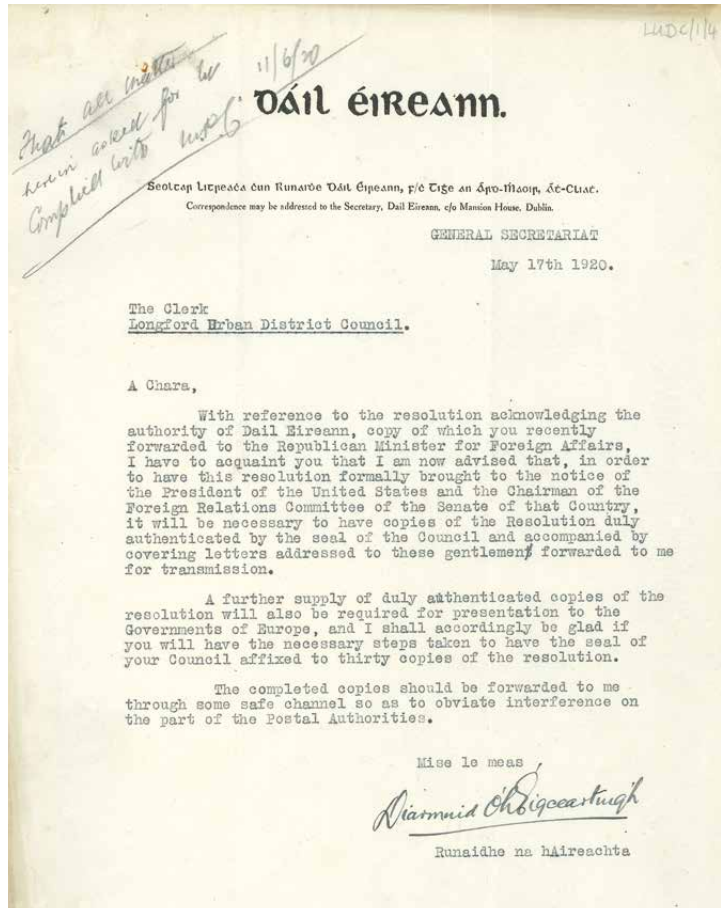 LUDC/1/4
11/6/20
That all matter
herein asked for be
Complied with
Dáil Éireann.
Seoltar Litreaċa ċun Runaiḋe Dáil Éireann, f/c Tiġe an Árd-Ṁaoir, Áṫ-Cliaṫ.
Correspondence may be addressed to the Secretary, Dail Eireann, c/o Mansion House, Dublin.
GENERAL SECRETARIAT
May 17th 1920.
The Clerk
Longford Urban District Council.
A Chara,
With reference to the resolution acknowledging the
authority of Dail Eireann, copy of which you recently
forwarded to the Republican Minister for Foreign Affairs,
I have to acquaint you that I am now advised that, in order
to have this resolution formally brought to the notice of
the President of the United States and the Chairman of the
Foreign Relations Committee of the Senate of that Country,
it will be necessary to have copies of the Resolution duly
authenticated by the seal of the Council and accompanied by
covering letters addressed to these gentlemen forwarded to me
for transmission.
A further supply of duly authenticated copies of the
resolution will also be required for presentation to the
Governments of Europe, and I shall accordingly be glad if
you will have the necessary steps taken to have the seal of
your Council affixed to thirty copies of the resolution.
The completed copies should be forwarded to me
through some safe channel so as to obviate interference on
the part of the Postal Authorities.
Mise le meas,
Diarmuid O'hÉigceartuigh
Runaidhe na hAireachta